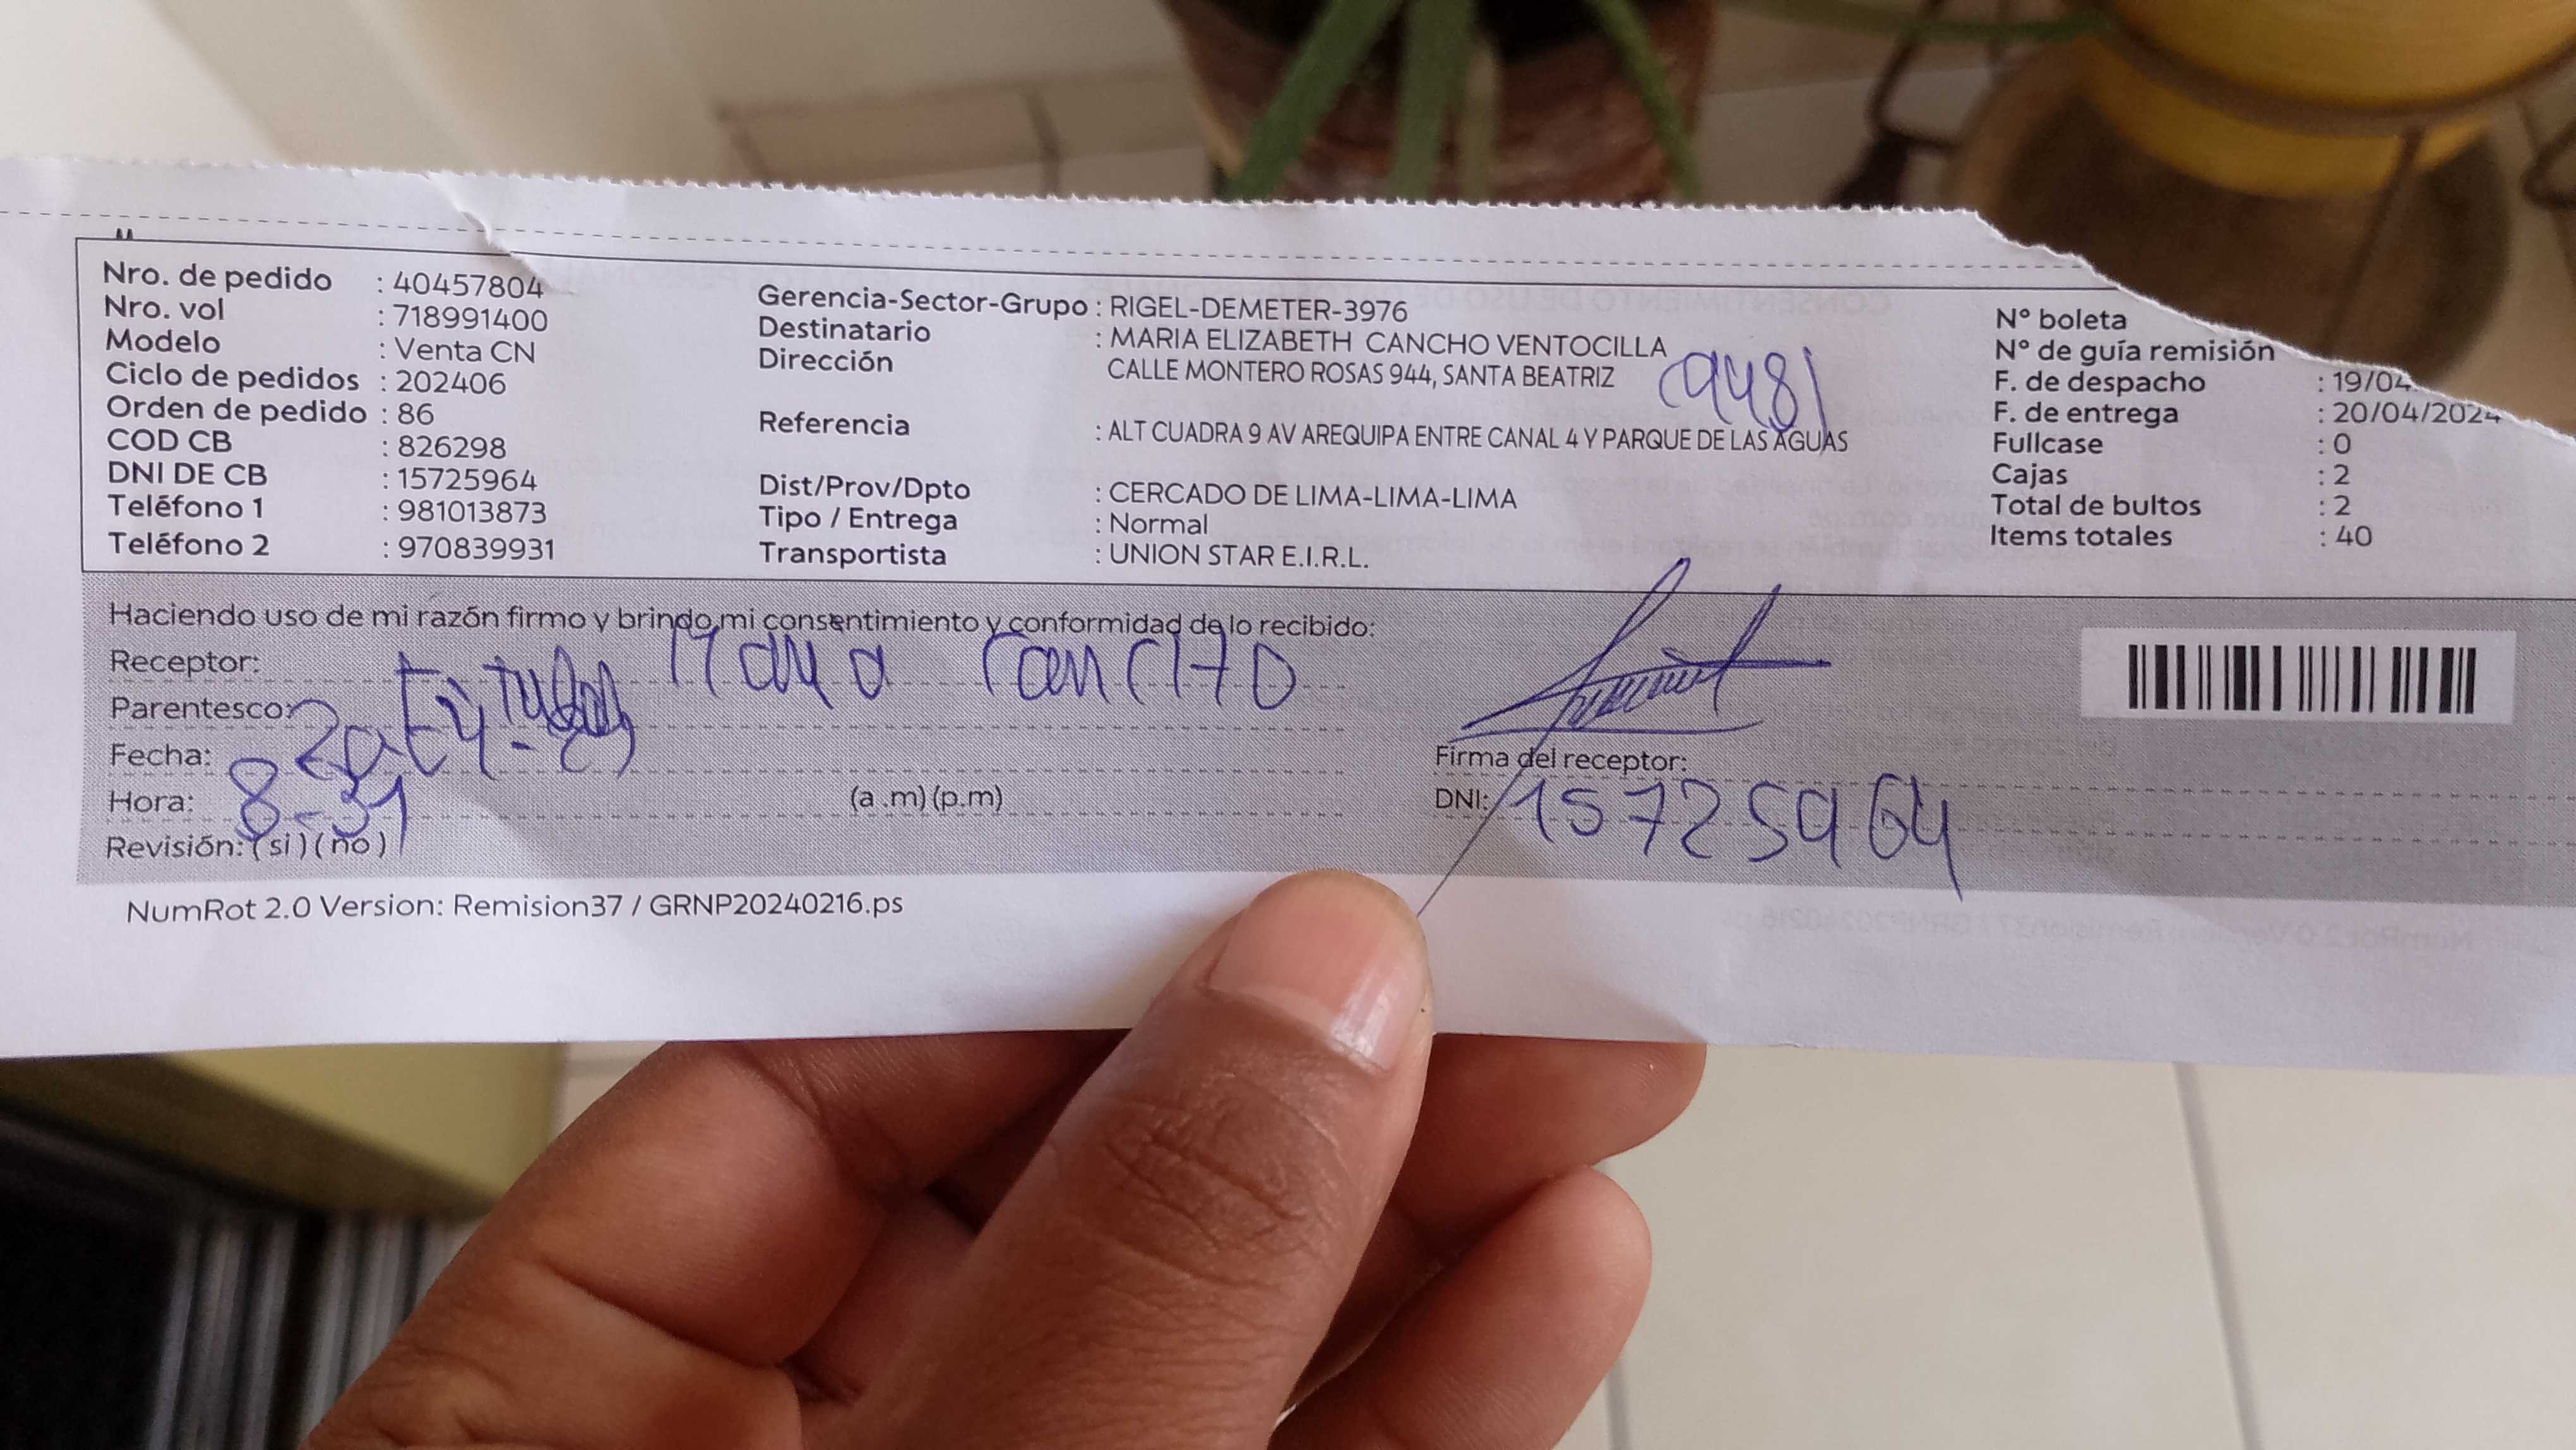 Nro. de pedido : 40457804
Nro. vol : 718991400
Modelo : Venta CN
Ciclo de pedidos : 202406
Orden de pedido : 86
COD CB : 826298
DNI DE CB : 15725964
Teléfono 1 : 981013873
Teléfono 2 : 970839931
Gerencia-Sector-Grupo : RIGEL-DEMETER-3976
Destinatario : MARIA ELIZABETH CANCHO VENTOCILLA
Dirección CALLE MONTERO ROSAS 944, SANTA BEATRIZ (948)
Referencia : ALT CUADRA 9 AV AREQUIPA ENTRE CANAL 4 Y PARQUE DE LAS AGUAS
Dist/Prov/Dpto : CERCADO DE LIMA-LIMA-LIMA
Tipo / Entrega : Normal
Transportista : UNION STAR E.I.R.L.
N° boleta
N° de guía remisión
F. de despacho : 19/04
F. de entrega : 20/04/2024
Fullcase : 0
Cajas : 2
Total de bultos : 2
Items totales : 40
Haciendo uso de mi razón firmo y brindo mi consentimiento y conformidad de lo recibido:
Receptor: Maria Cancho
Parentesco: Titular
Fecha:
Hora: 8-31 (a.m) (p.m)
Revisión: (si) (no)
Firma del receptor:
DNI: 15725964
NumRot 2.0 Version: Remision37 / GRNP20240216.ps